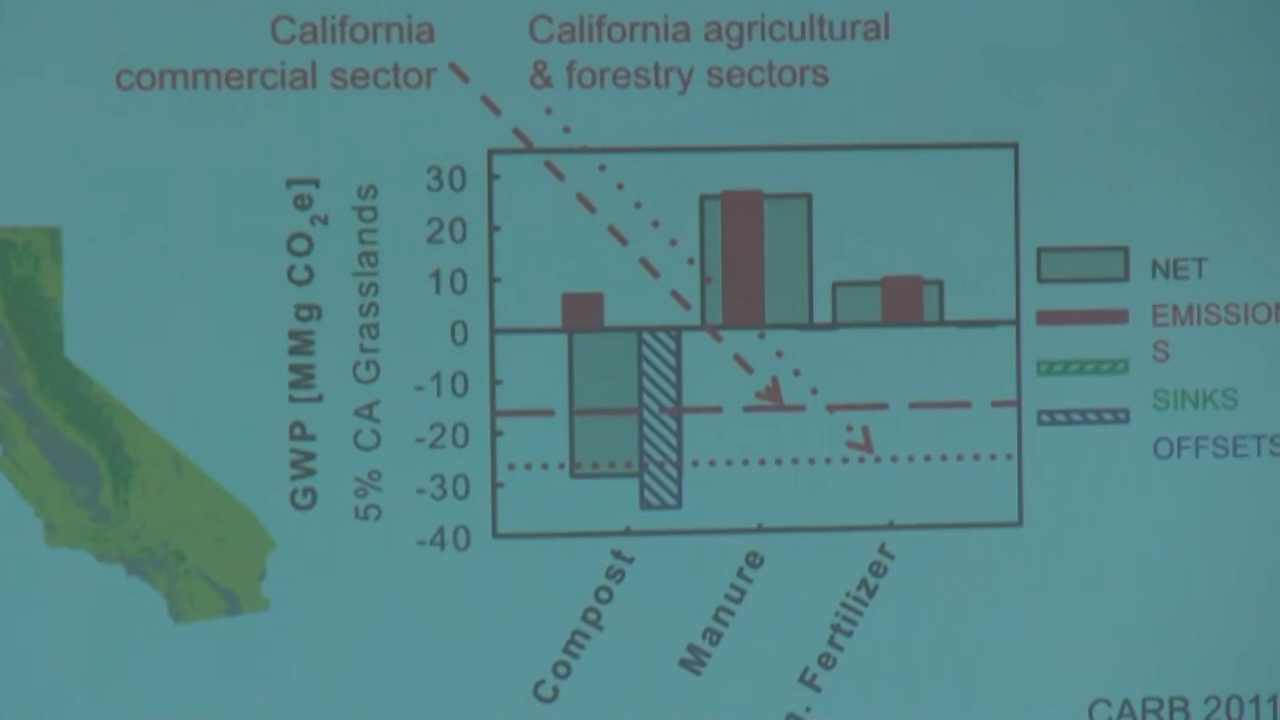 California
commercial sector
California agricultural
& forestry sectors
GWP [MMg CO₂e]
5% CA Grasslands
30
20
10
0
-10
-20
-30
-40
Compost
Manure
. Fertilizer
NET
EMISSION
S
SINKS
OFFSETS
CARB 2011